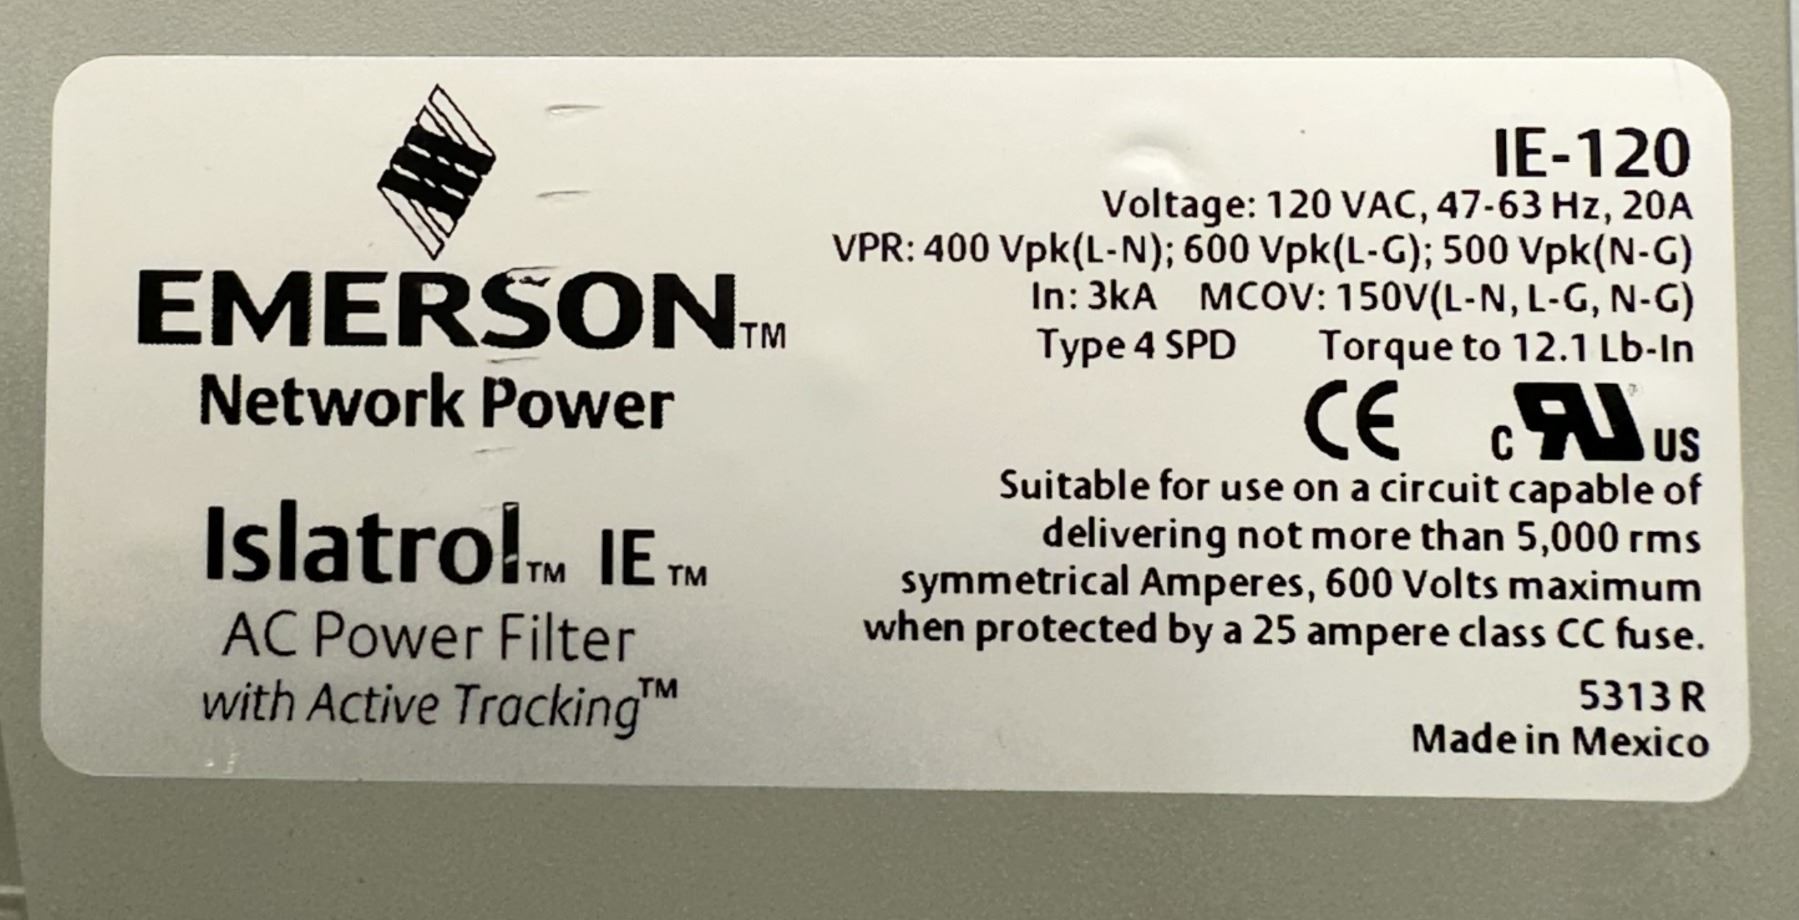 EMERSON™
Network Power
Islatrol™ IE™
AC Power Filter
with Active Tracking™
IE-120
Voltage: 120 VAC, 47-63 Hz, 20A
VPR: 400 Vpk(L-N); 600 Vpk(L-G); 500 Vpk(N-G)
In: 3kA MCOV: 150V(L-N, L-G, N-G)
Type 4 SPD Torque to 12.1 Lb-In
CE c RU ® US
Suitable for use on a circuit capable of
delivering not more than 5,000 rms
symmetrical Amperes, 600 Volts maximum
when protected by a 25 ampere class CC fuse.
5313 R
Made in Mexico